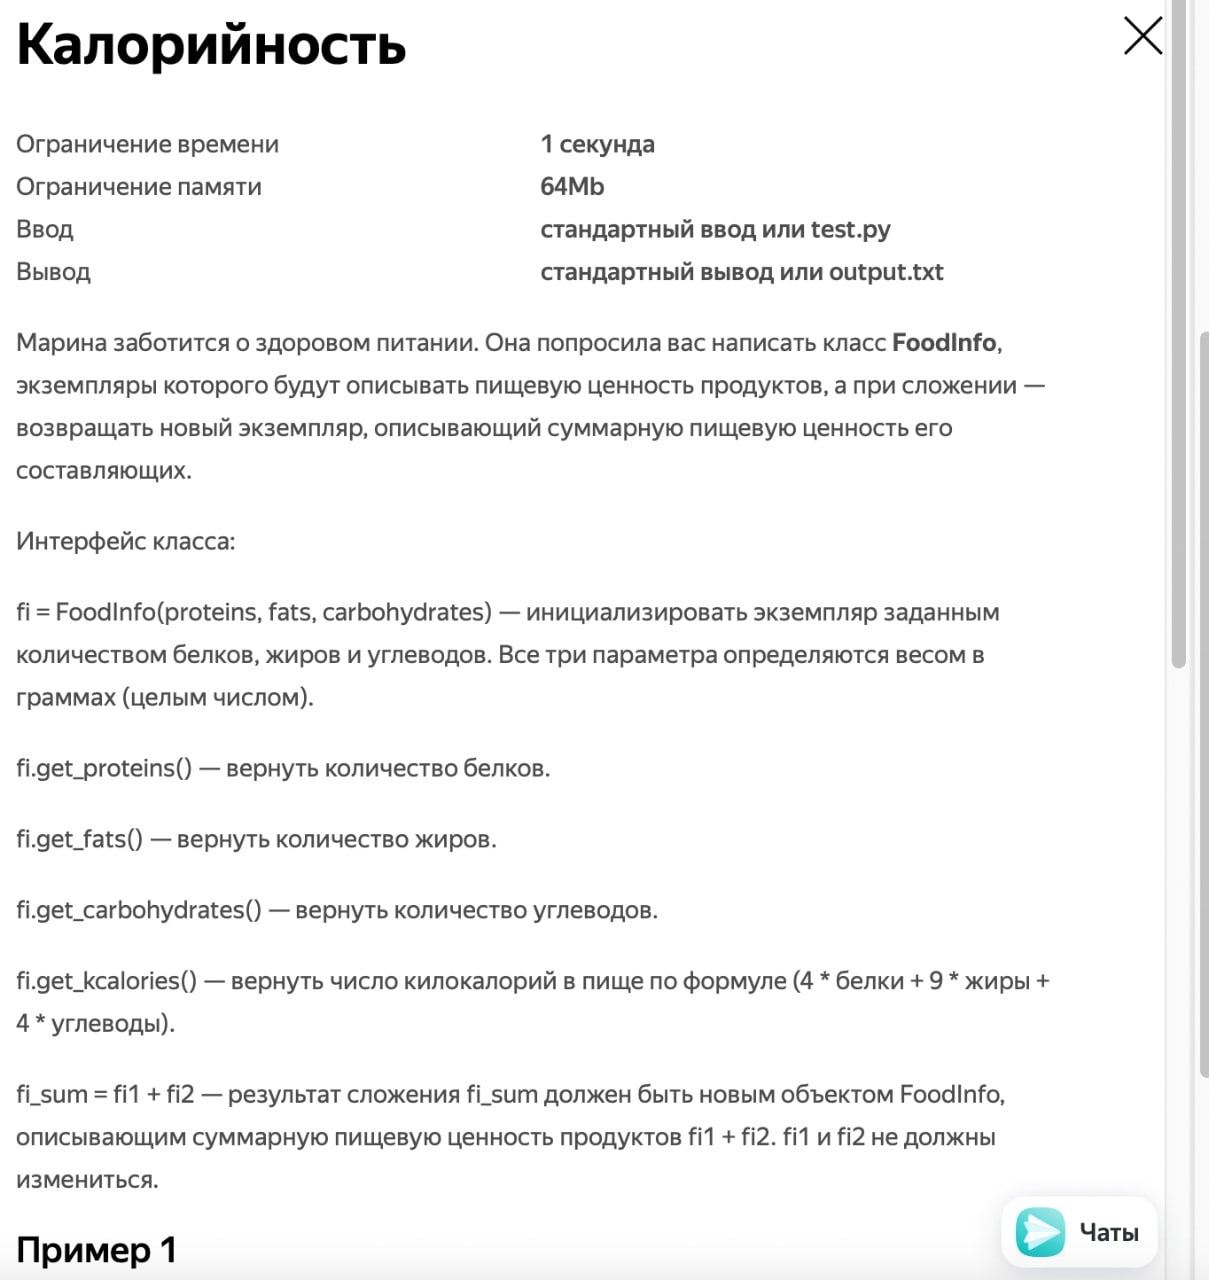 Калорийность
Ограничение времени 1 секунда
Ограничение памяти 64Mb
Ввод стандартный ввод или test.py
Вывод стандартный вывод или output.txt
Марина заботится о здоровом питании. Она попросила вас написать класс FoodInfo,
экземпляры которого будут описывать пищевую ценность продуктов, а при сложении —
возвращать новый экземпляр, описывающий суммарную пищевую ценность его
составляющих.
Интерфейс класса:
fi = FoodInfo(proteins, fats, carbohydrates) — инициализировать экземпляр заданным
количеством белков, жиров и углеводов. Все три параметра определяются весом в
граммах (целым числом).
fi.get_proteins() — вернуть количество белков.
fi.get_fats() — вернуть количество жиров.
fi.get_carbohydrates() — вернуть количество углеводов.
fi.get_kcalories() — вернуть число килокалорий в пище по формуле (4 * белки + 9 * жиры +
4 * углеводы).
fi_sum = fi1 + fi2 — результат сложения fi_sum должен быть новым объектом FoodInfo,
описывающим суммарную пищевую ценность продуктов fi1 + fi2. fi1 и fi2 не должны
измениться.
Чаты
Пример 1